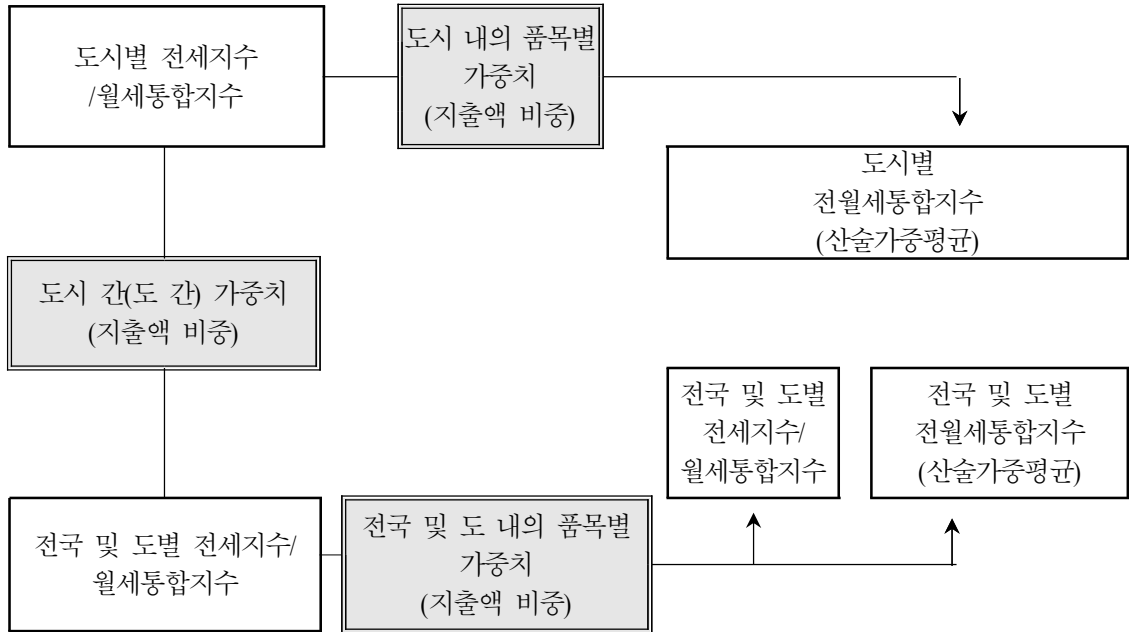 도시별 전세지수
/월세통합지수
도시 내의 품목별
가중치
(지출액 비중)
도시별
전월세통합지수
(산술가중평균)
도시 간(도 간) 가중치
(지출액 비중)
전국 및 도별
전세지수/
월세통합지수
전국 및 도별
전월세통합지수
(산술가중평균)
전국 및 도별 전세지수/
월세통합지수
전국 및 도 내의 품목별
가중치
(지출액 비중)